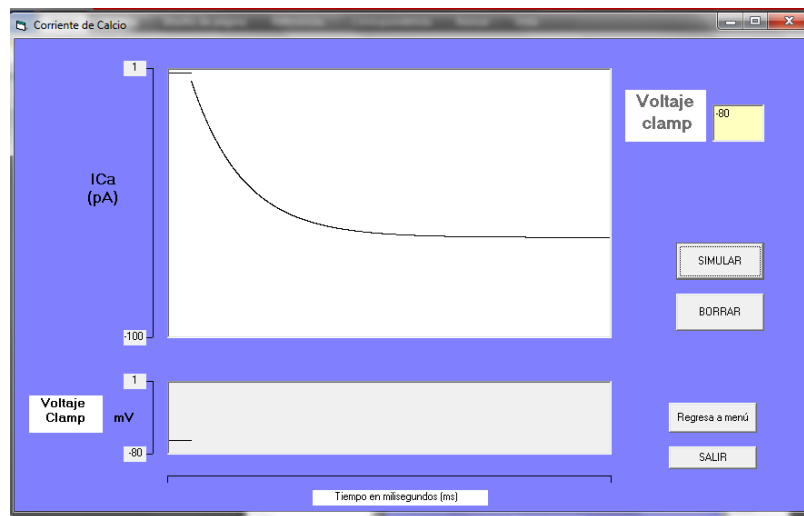 Corriente de Calcio
1
Voltaje
clamp
-80
ICa
(pA)
SIMULAR
BORRAR
-100
1
Voltaje
Clamp
mV
Regresa a menú
-80
SALIR
Tiempo en milisegundos (ms)